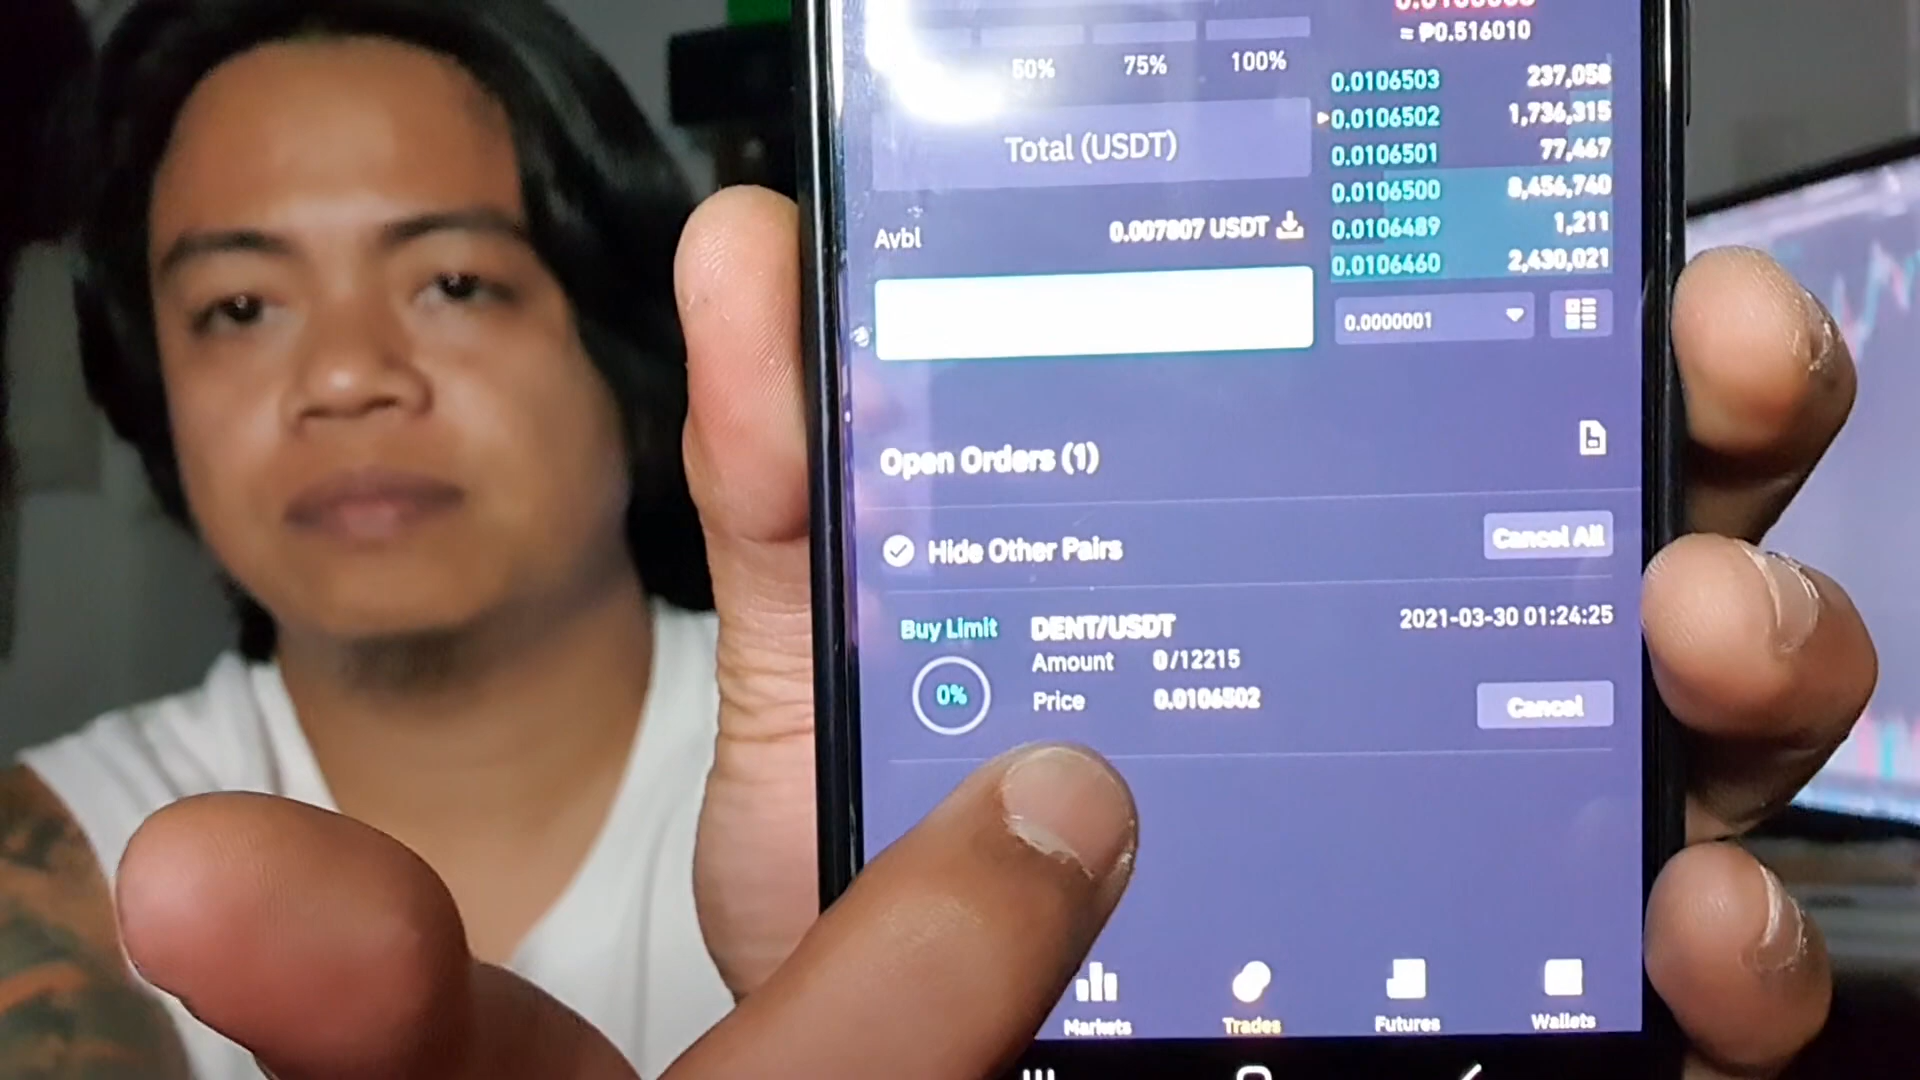 ≈ ₱0.516010
50% 75% 100%
0.0106503 237,058
0.0106502 1,736,315
Total (USDT)
0.0106501 77,467
0.0106500 8,456,740
Avbl 0.007807 USDT
0.0106489 1,211
0.0106460 2,430,021
0.0000001
Open Orders (1)
Hide Other Pairs
Cancel All
Buy Limit DENT/USDT 2021-03-30 01:24:25
Amount 0/12215
0%
Price 0.0106502
Cancel
Markets Trades Futures Wallets